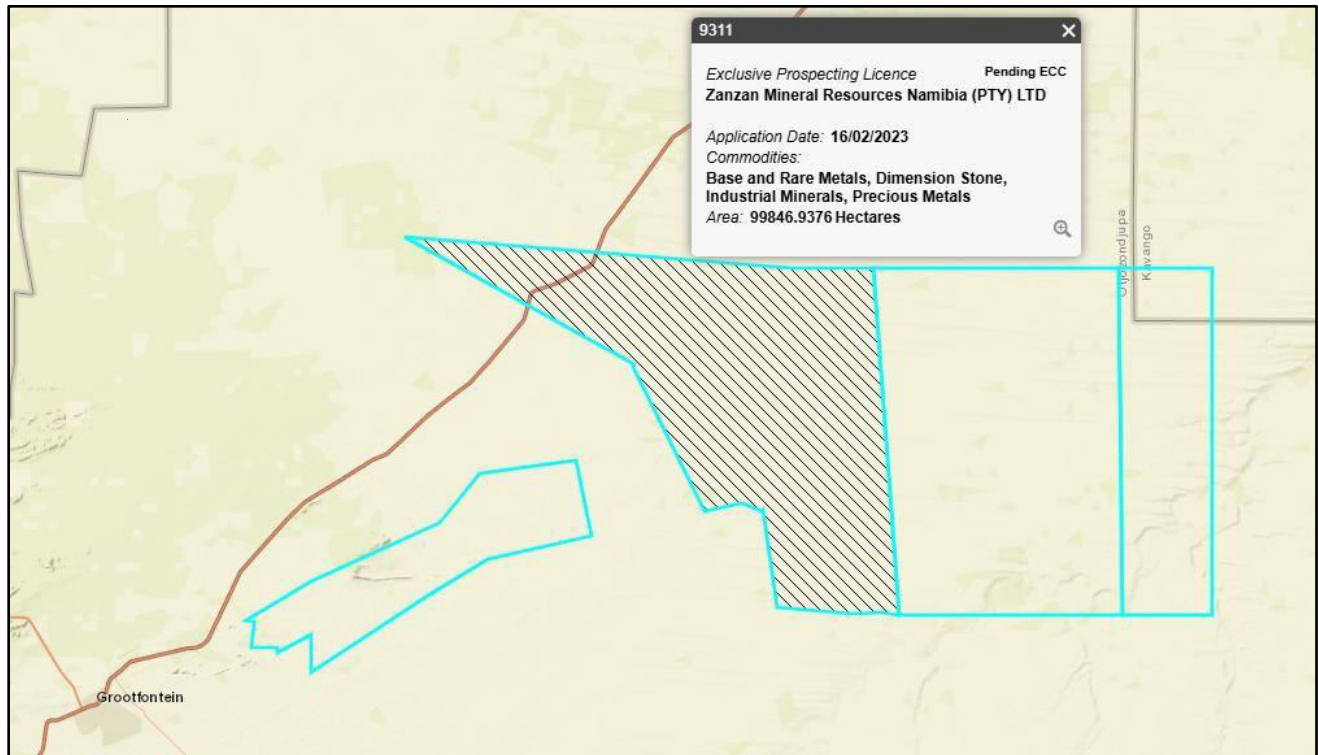 9311
Exclusive Prospecting Licence Pending ECC
Zanzan Mineral Resources Namibia (PTY) LTD
Application Date: 16/02/2023
Commodities:
Base and Rare Metals, Dimension Stone,
Industrial Minerals, Precious Metals
Area: 99846.9376 Hectares
Otjozondjupa
Kavango
Grootfontein